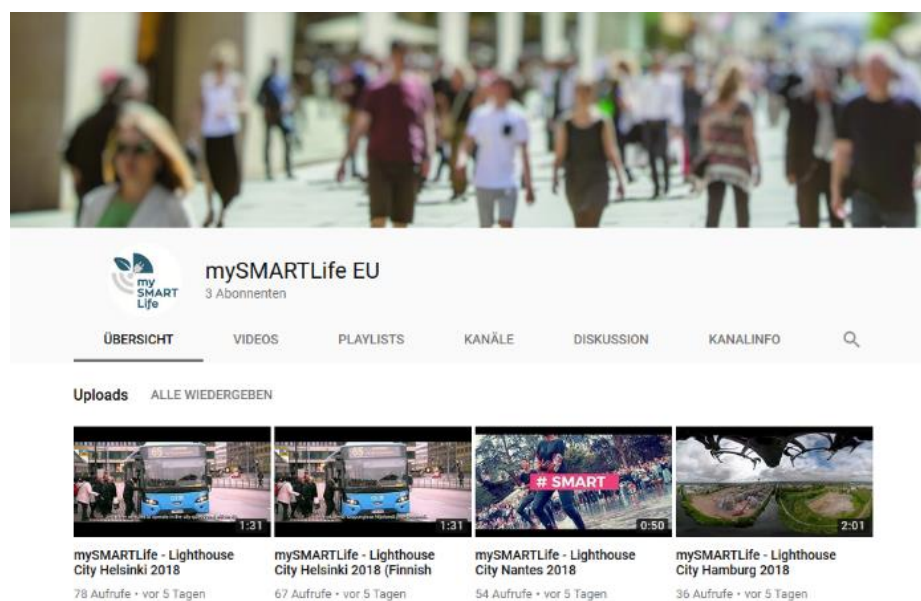 mySMARTLife EU
3 Abonnenten
my
SMART
Life
ÜBERSICHT VIDEOS PLAYLISTS KANÄLE DISKUSSION KANALINFO
Uploads ALLE WIEDERGEBEN
# SMART
1:31 1:31 0:50 2:01
mySMARTLife - Lighthouse
City Helsinki 2018
78 Aufrufe • vor 5 Tagen
mySMARTLife - Lighthouse
City Helsinki 2018 (Finnish
67 Aufrufe • vor 5 Tagen
mySMARTLife - Lighthouse
City Nantes 2018
54 Aufrufe • vor 5 Tagen
mySMARTLife - Lighthouse
City Hamburg 2018
36 Aufrufe • vor 5 Tagen